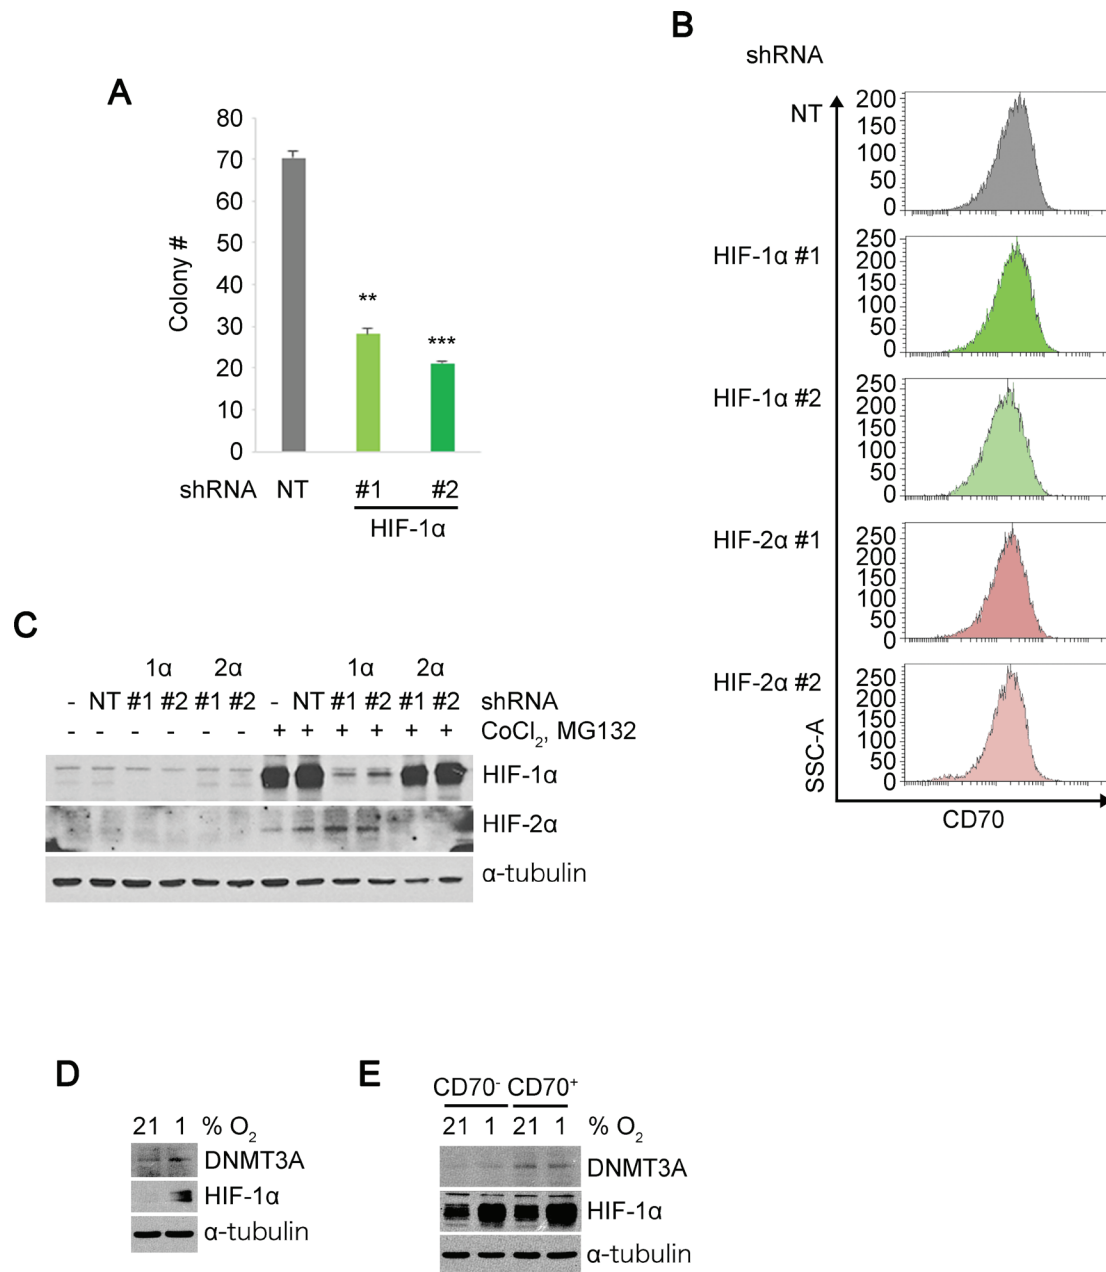 A
80
70
60
50
40
30
20
10
0
Colony #
**
***
shRNA NT #1 #2
HIF-1α
B
shRNA
NT
200
150
100
50
0
HIF-1α #1
250
200
150
100
50
0
HIF-1α #2
250
200
150
100
50
0
HIF-2α #1
250
200
150
100
50
0
HIF-2α #2
250
200
150
100
50
0
SSC-A
CD70
C
1α 2α 1α 2α
- NT #1 #2 #1 #2 - NT #1 #2 #1 #2 shRNA
- - - - - - + + + + + + CoCl₂, MG132
HIF-1α
HIF-2α
α-tubulin
D
21 1 % O₂
DNMT3A
HIF-1α
α-tubulin
E
CD70⁻ CD70⁺
21 1 21 1 % O₂
DNMT3A
HIF-1α
α-tubulin